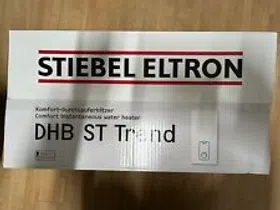 STIEBEL ELTRON
Komfort-Durchlauferhitzer
Comfort instantaneous water heater
DHB ST Trend